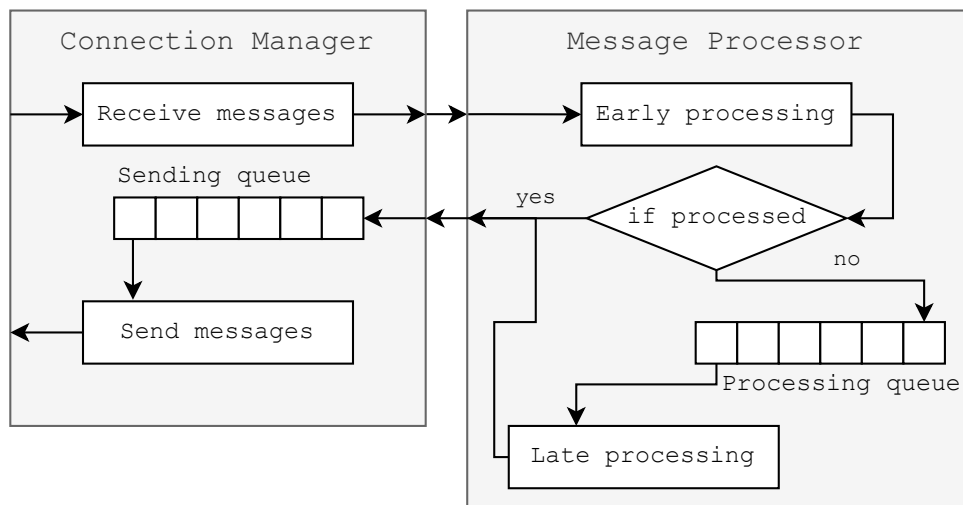 Connection Manager
Message Processor
Receive messages
Early processing
Sending queue
yes
if processed
no
Send messages
Processing queue
Late processing